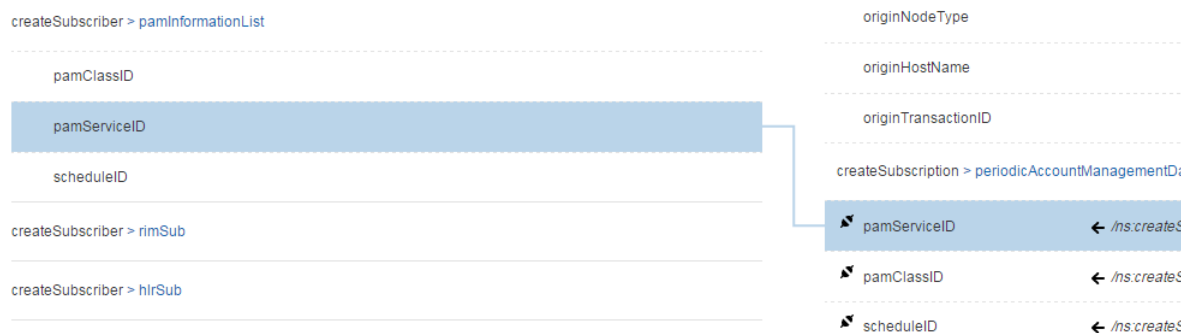 createSubscriber > pamInformationList
pamClassID
pamServiceID
scheduleID
createSubscriber > rimSub
createSubscriber > hlrSub
originNodeType
originHostName
originTransactionID
createSubscription > periodicAccountManagementDa
pamServiceID ← /ns:createS
pamClassID ← /ns:createS
scheduleID ← /ns:createS